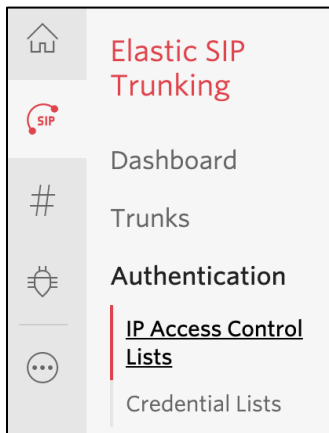 Elastic SIP
Trunking
SIP
Dashboard
#
Trunks
Authentication
IP Access Control
Lists
Credential Lists